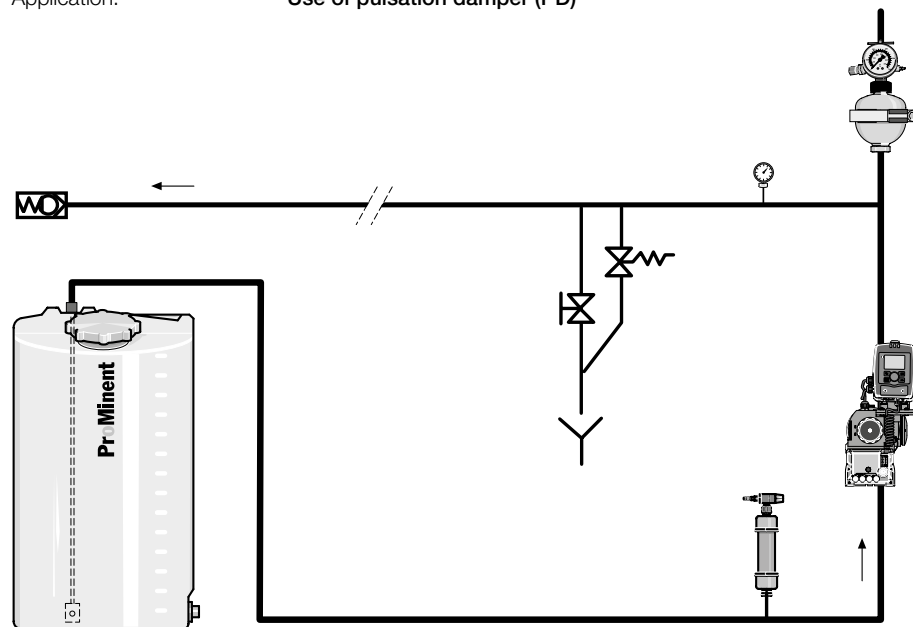 Application: Use of pulsation damper (PD)
ProMinent